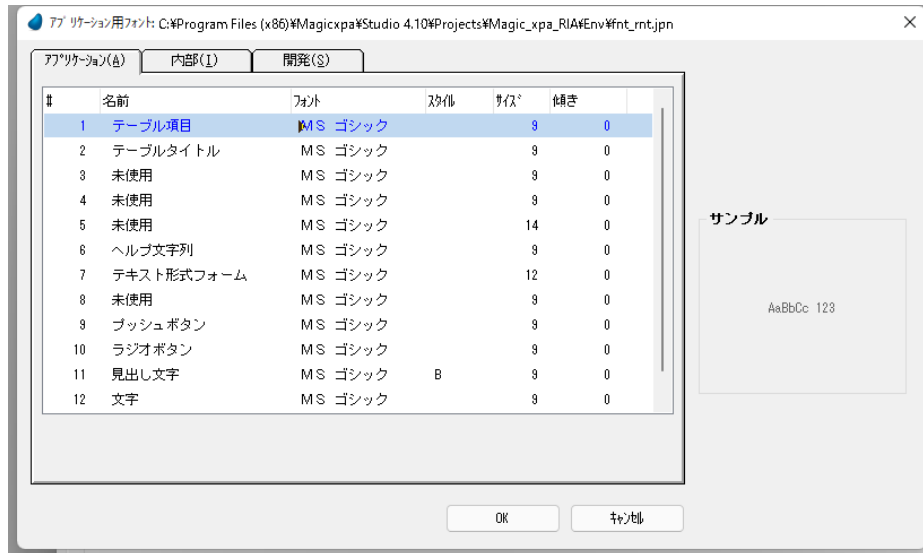 アプリケーション用フォント: C:¥Program Files (x86)¥Magicxpa¥Studio 4.10¥Projects¥Magic_xpa_RIA¥Env¥fnt_rnt.jpn
アプリケーション(A) 内部(I) 開発(S)
# 名前 フォント スタイル サイズ 傾き
1 テーブル項目 MS ゴシック 9 0
2 テーブルタイトル MS ゴシック 9 0
3 未使用 MS ゴシック 9 0
4 未使用 MS ゴシック 9 0
5 未使用 MS ゴシック 14 0
6 ヘルプ文字列 MS ゴシック 9 0
7 テキスト形式フォーム MS ゴシック 12 0
8 未使用 MS ゴシック 9 0
9 プッシュボタン MS ゴシック 9 0
10 ラジオボタン MS ゴシック 9 0
11 見出し文字 MS ゴシック B 9 0
12 文字 MS ゴシック 9 0
サンプル
AaBbCc 123
OK キャンセル